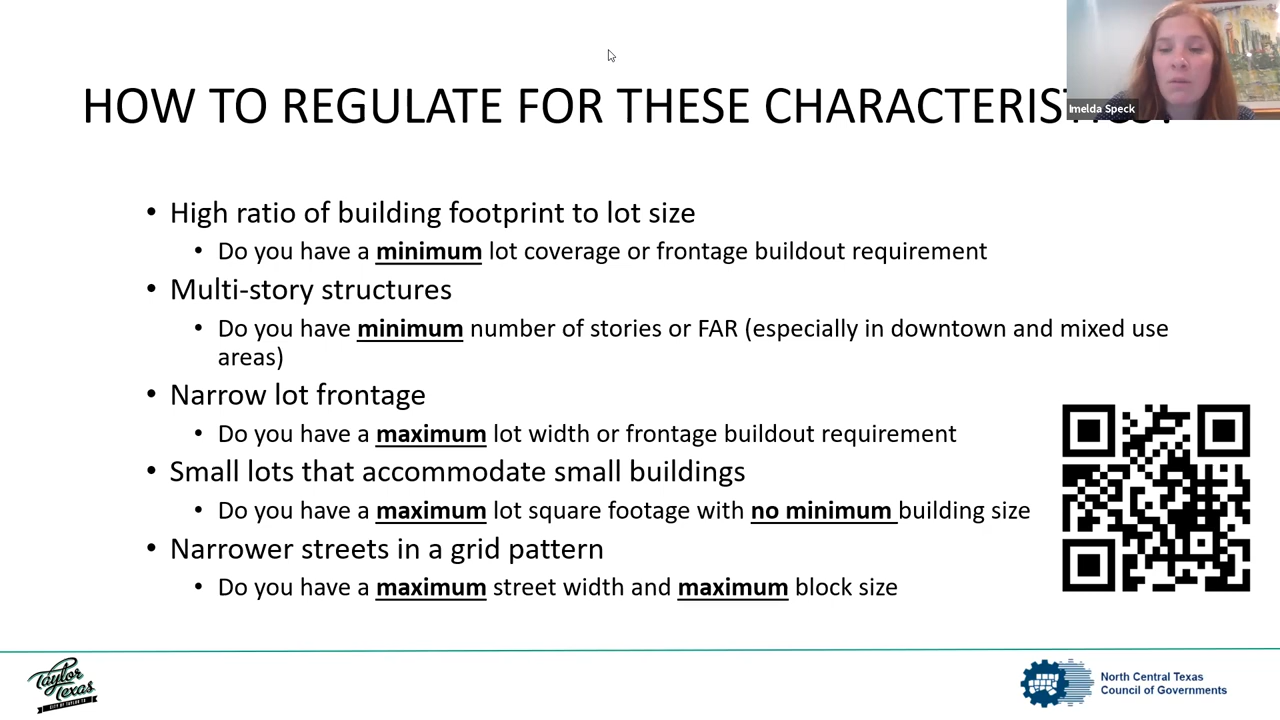 HOW TO REGULATE FOR THESE
Imelda Speck
• High ratio of building footprint to lot size
• Do you have a minimum lot coverage or frontage buildout requirement
• Multi-story structures
• Do you have minimum number of stories or FAR (especially in downtown and mixed use
areas)
• Narrow lot frontage
• Do you have a maximum lot width or frontage buildout requirement
• Small lots that accommodate small buildings
• Do you have a maximum lot square footage with no minimum building size
• Narrower streets in a grid pattern
• Do you have a maximum street width and maximum block size
Taylor
Texas
North Central Texas
Council of Governments